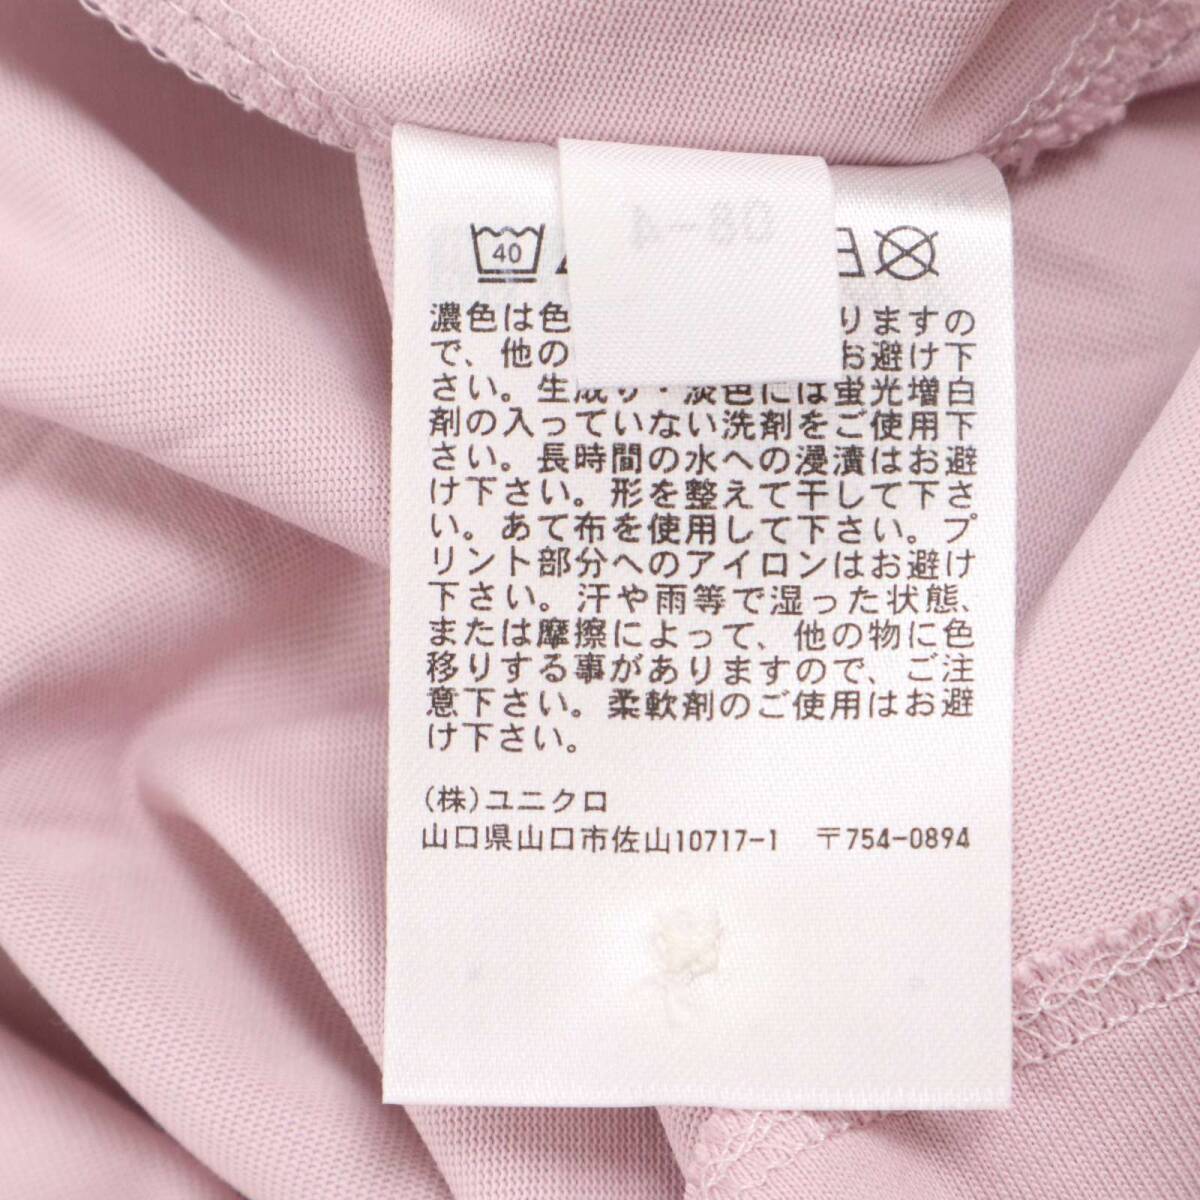 40
濃色は色りますの
で、他のお避け下
さい。生成り・淡色には蛍光増白
剤の入っていない洗剤をご使用下
さい。長時間の水への浸漬はお避
け下さい。形を整えて干して下さ
い。あて布を使用して下さい。プ
リント部分へのアイロンはお避け
下さい。汗や雨等で湿った状態、
または摩擦によって、他の物に色
移りする事がありますので、ご注
意下さい。柔軟剤のご使用はお避
け下さい。
(株)ユニクロ
山口県山口市佐山10717-1 〒754-0894